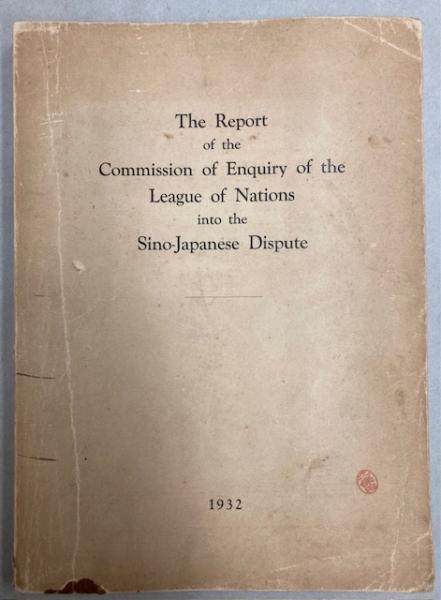 The Report
of the
Commission of Enquiry of the
League of Nations
into the
Sino-Japanese Dispute
1932